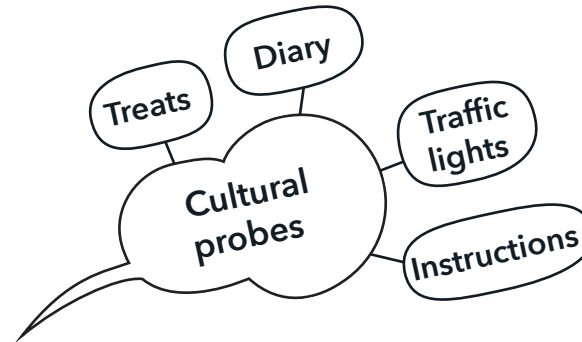 Diary
Treats
Traffic
lights
Cultural
probes
Instructions